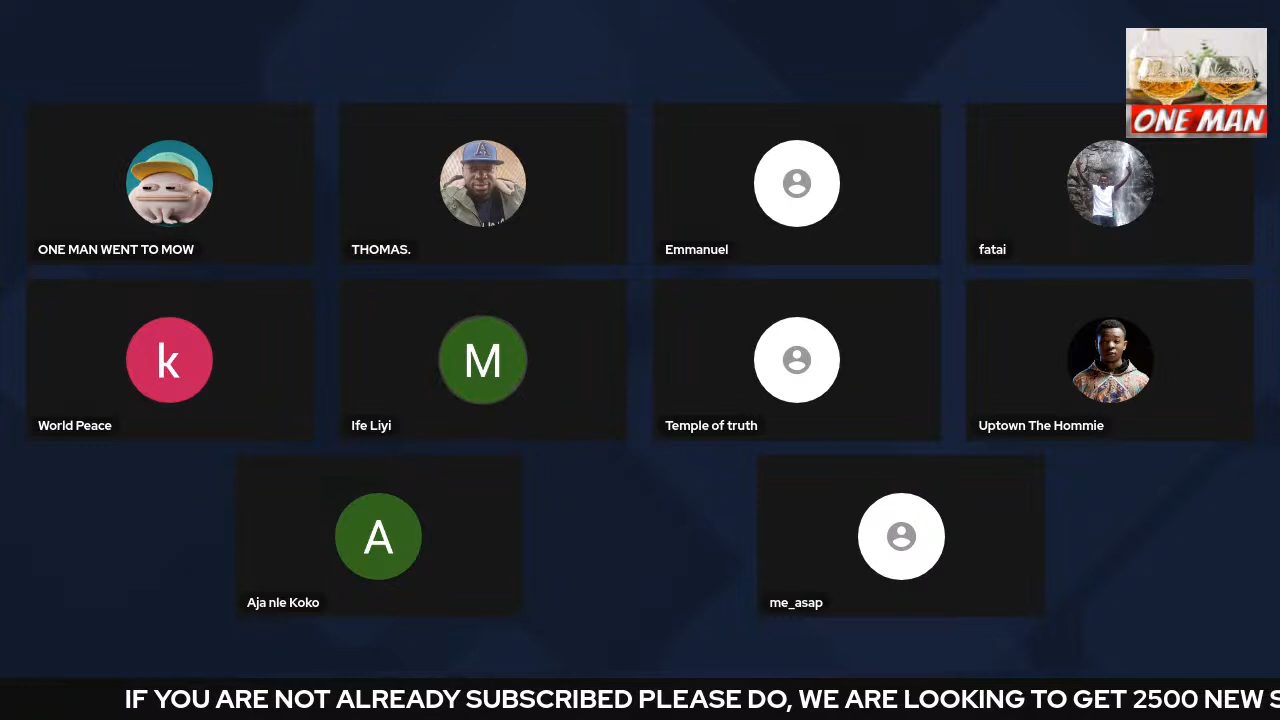 ONE MAN
ONE MAN WENT TO MOW
THOMAS.
Emmanuel
fatai
k
World Peace
M
Ife Liyi
Temple of truth
Uptown The Hommie
A
Aja nle Koko
me_asap
IF YOU ARE NOT ALREADY SUBSCRIBED PLEASE DO, WE ARE LOOKING TO GET 2500 NEW S